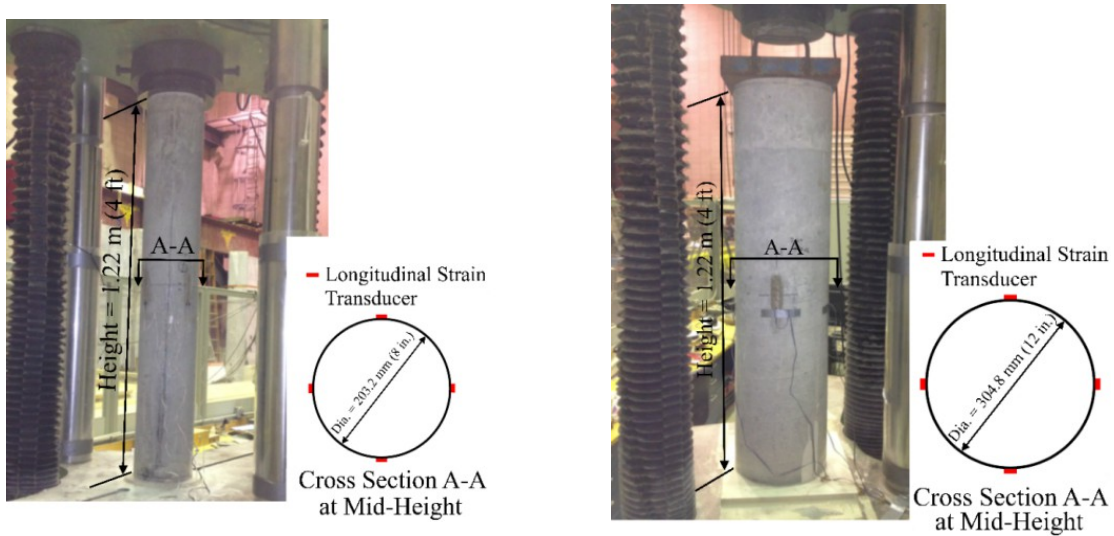 Height = 1.22 m (4 ft)
A-A
Longitudinal Strain
Transducer
Dia. = 203.2 mm (8 in.)
Cross Section A-A
at Mid-Height
Height = 1.22 m (4 ft)
A-A
Longitudinal Strain
Transducer
Dia. = 304.8 mm (12 in.)
Cross Section A-A
at Mid-Height